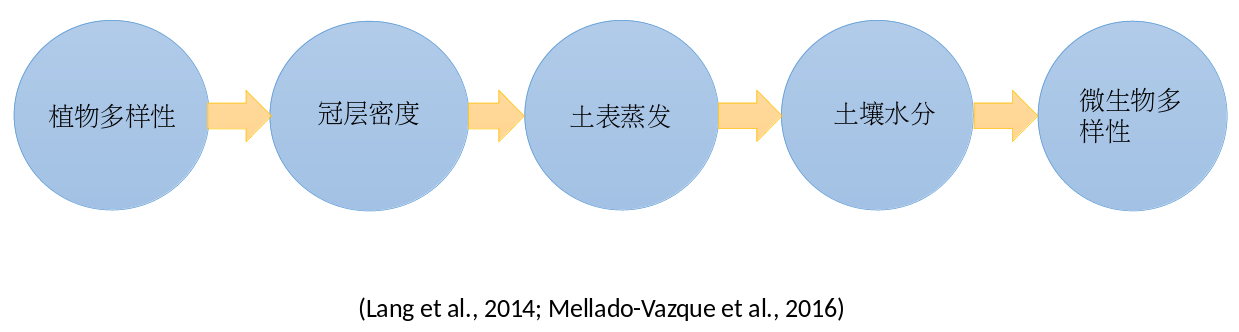 植物多样性
冠层密度
土表蒸发
土壤水分
微生物多
样性
(Lang et al., 2014; Mellado-Vazque et al., 2016)